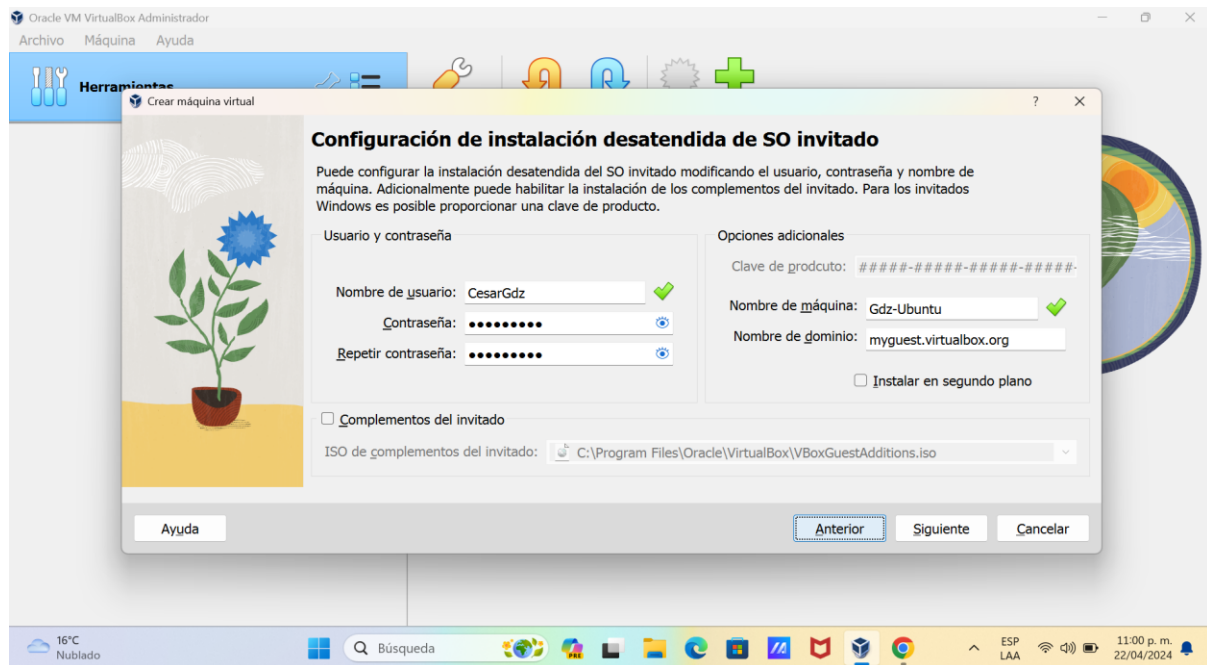 Oracle VM VirtualBox Administrador
Archivo Máquina Ayuda
Herramientas
Crear máquina virtual
Configuración de instalación desatendida de SO invitado
Puede configurar la instalación desatendida del SO invitado modificando el usuario, contraseña y nombre de
máquina. Adicionalmente puede habilitar la instalación de los complementos del invitado. Para los invitados
Windows es posible proporcionar una clave de producto.
Usuario y contraseña
Nombre de usuario: CesarGdz
Contraseña: ●●●●●●●●●
Repetir contraseña: ●●●●●●●●●
Opciones adicionales
Clave de prodcuto: #####-#####-#####-#####-
Nombre de máquina: Gdz-Ubuntu
Nombre de dominio: myguest.virtualbox.org
Instalar en segundo plano
Complementos del invitado
ISO de complementos del invitado: C:\Program Files\Oracle\VirtualBox\VBoxGuestAdditions.iso
Ayuda Anterior Siguiente Cancelar
16°C
Nublado
Búsqueda
PRE
ESP
LAA
11:00 p. m.
22/04/2024